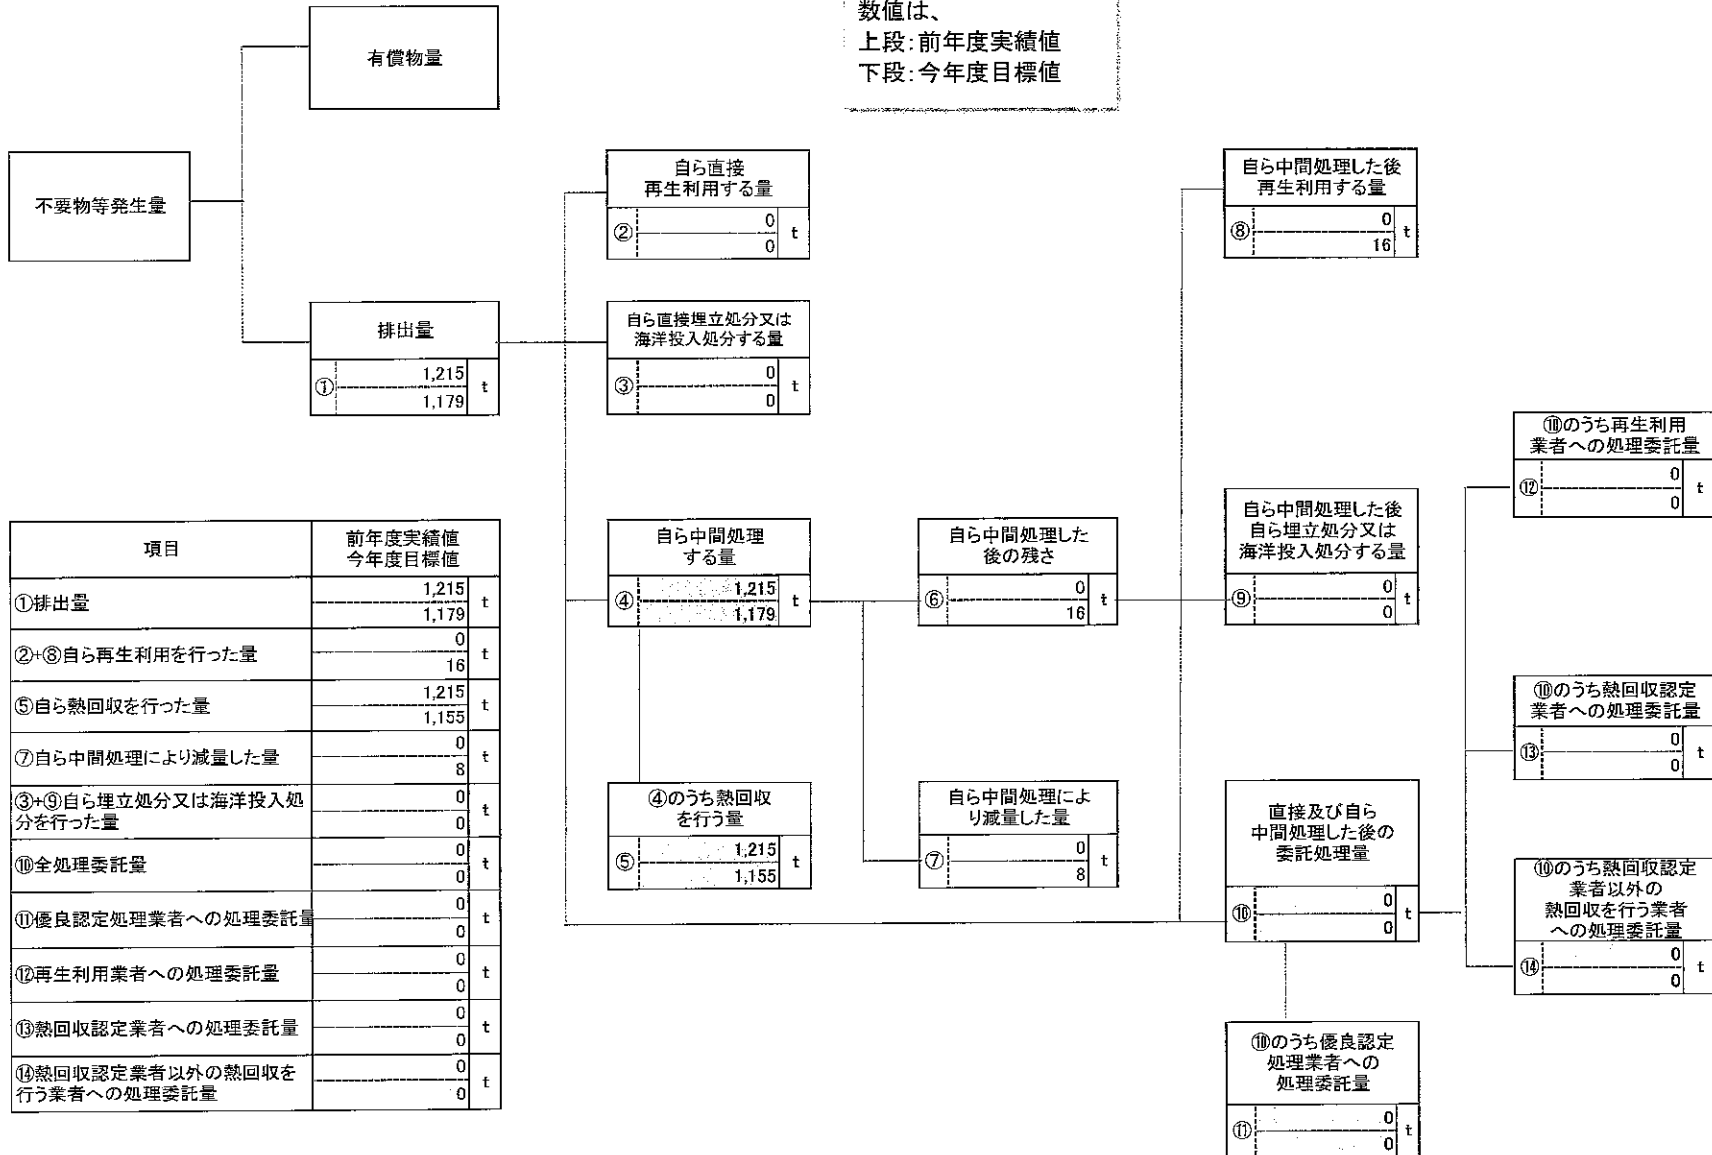 数値は、
上段:前年度実績値
下段:今年度目標値
有償物量
不要物等発生量
排出量
①
1,215
1,179
t
自ら直接
再生利用する量
②
0
0
t
自ら直接埋立処分又は
海洋投入処分する量
③
0
0
t
自ら中間処理した後
再生利用する量
⑧
0
16
t
自ら中間処理
する量
④
1,215
1,179
t
自ら中間処理した
後の残さ
⑥
0
16
t
自ら中間処理した後
自ら埋立処分又は
海洋投入処分する量
⑨
0
0
t
④のうち熱回収
を行う量
⑤
1,215
1,155
t
自ら中間処理によ
り減量した量
⑦
0
8
t
直接及び自ら
中間処理した後の
委託処理量
⑩
0
0
t
⑩のうち再生利用
業者への処理委託量
⑫
0
0
t
⑩のうち熱回収認定
業者への処理委託量
⑬
0
0
t
⑩のうち熱回収認定
業者以外の
熱回収を行う業者
への処理委託量
⑭
0
0
t
⑩のうち優良認定
処理業者への
処理委託量
⑪
0
0
t
項目
前年度実績値
今年度目標値
①排出量
1,215
1,179
t
②+⑧自ら再生利用を行った量
0
16
t
⑤自ら熱回収を行った量
1,215
1,155
t
⑦自ら中間処理により減量した量
0
8
t
③+⑨自ら埋立処分又は海洋投入処
分を行った量
0
0
t
⑩全処理委託量
0
0
t
⑪優良認定処理業者への処理委託量
0
0
t
⑫再生利用業者への処理委託量
0
0
t
⑬熱回収認定業者への処理委託量
0
0
t
⑭熱回収認定業者以外の熱回収を
行う業者への処理委託量
0
0
t